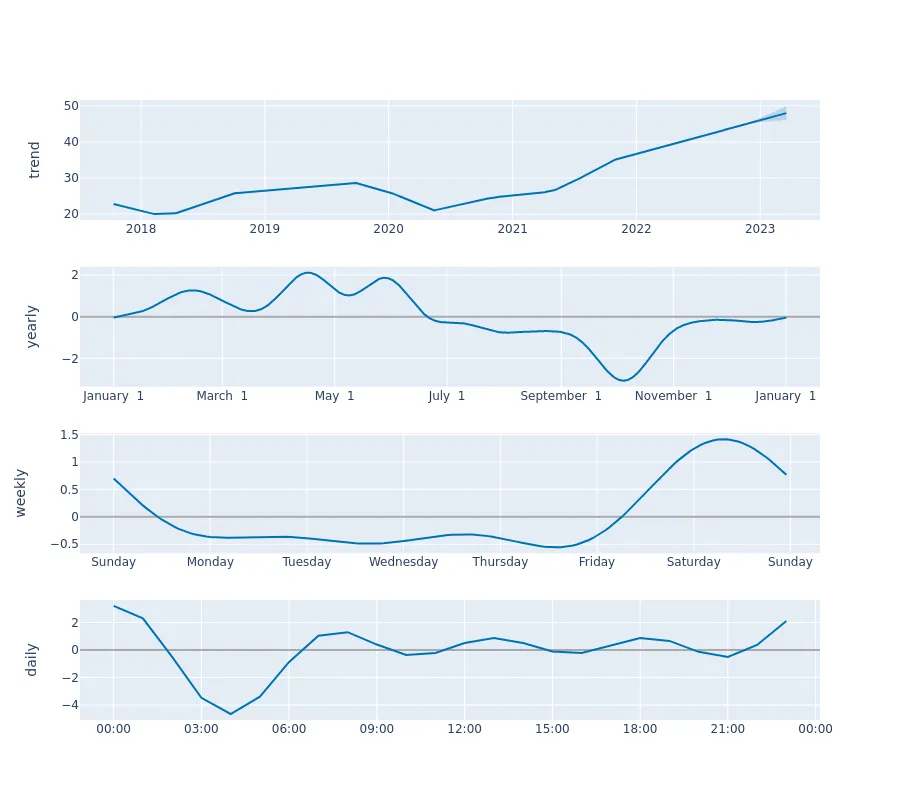 trend
50
40
30
20
2018 2019 2020 2021 2022 2023
yearly
2
0
−2
January 1 March 1 May 1 July 1 September 1 November 1 January 1
weekly
1.5
1
0.5
0
−0.5
Sunday Monday Tuesday Wednesday Thursday Friday Saturday Sunday
daily
2
0
−2
−4
00:00 03:00 06:00 09:00 12:00 15:00 18:00 21:00 00:00